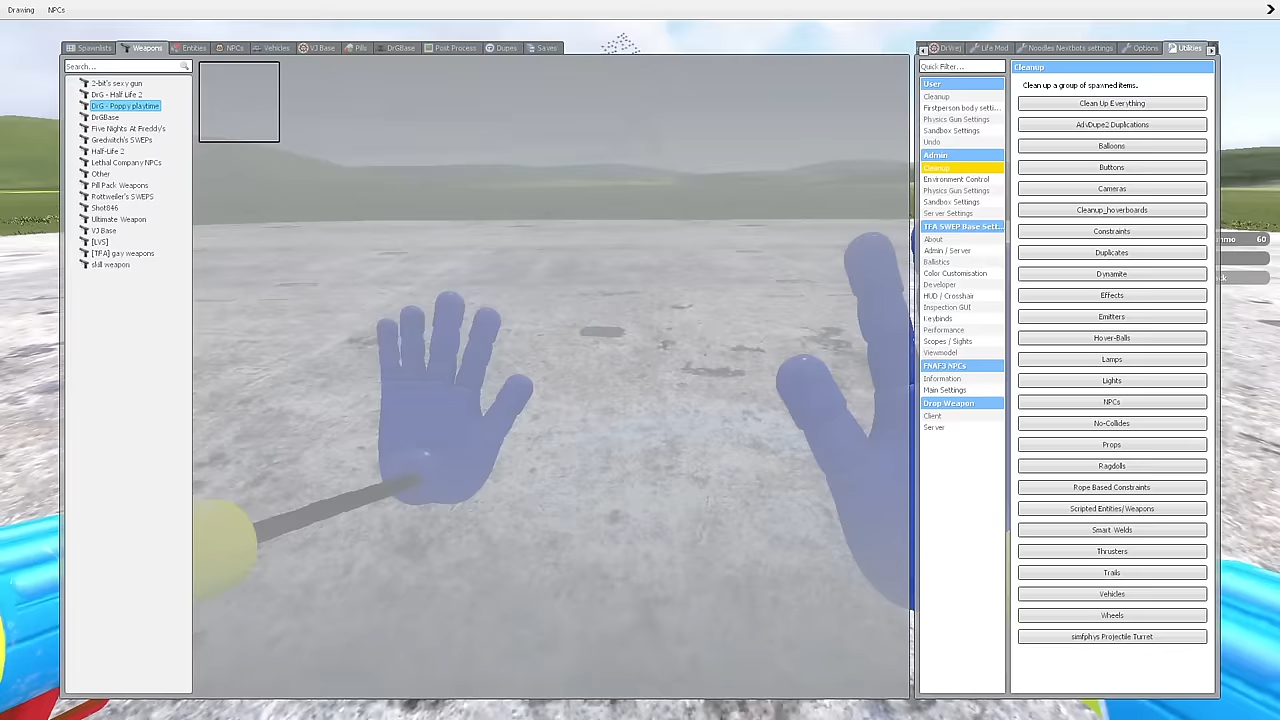 Drawing NPCs
Spawnlists Weapons Entities NPCs Vehicles VJ Base Pills DrGBase Post Process Dupes Saves
DrVrej Life Mod Noodles Nextbots settings Options Utilities
Search...
2-bit's sexy gun
DrG - Half Life 2
DrG - Poppy playtime
DrGBase
Five Nights At Freddy's
Gredwitch's SWEPs
Half-Life 2
Lethal Company NPCs
Other
Pill Pack Weapons
Rottweiler's SWEPS
Shot846
Ultimate Weapon
VJ Base
[LVS]
[TFA] gay weapons
skil weapon
Quick Filter...
User
Cleanup
Firstperson body setti...
Physics Gun Settings
Sandbox Settings
Undo
Admin
Cleanup
Environment Control
Physics Gun Settings
Sandbox Settings
Server Settings
TFA SWEP Base Sett...
About
Admin / Server
Ballistics
Color Customisation
Developer
HUD / Crosshair
Inspection GUI
Keybinds
Performance
Scopes / Sights
Viewmodel
FNAF3 NPCs
Information
Main Settings
Drop Weapon
Client
Server
Cleanup
Clean up a group of spawned items.
Clean Up Everything
AdvDupe2 Duplications
Balloons
Buttons
Cameras
Cleanup_hoverboards
Constraints
Duplicates
Dynamite
Effects
Emitters
Hover-Balls
Lamps
Lights
NPCs
No-Collides
Props
Ragdolls
Rope Based Constraints
Scripted Entities/Weapons
Smart Welds
Thrusters
Trails
Vehicles
Wheels
simfphys Projectile Turret
mmo 60